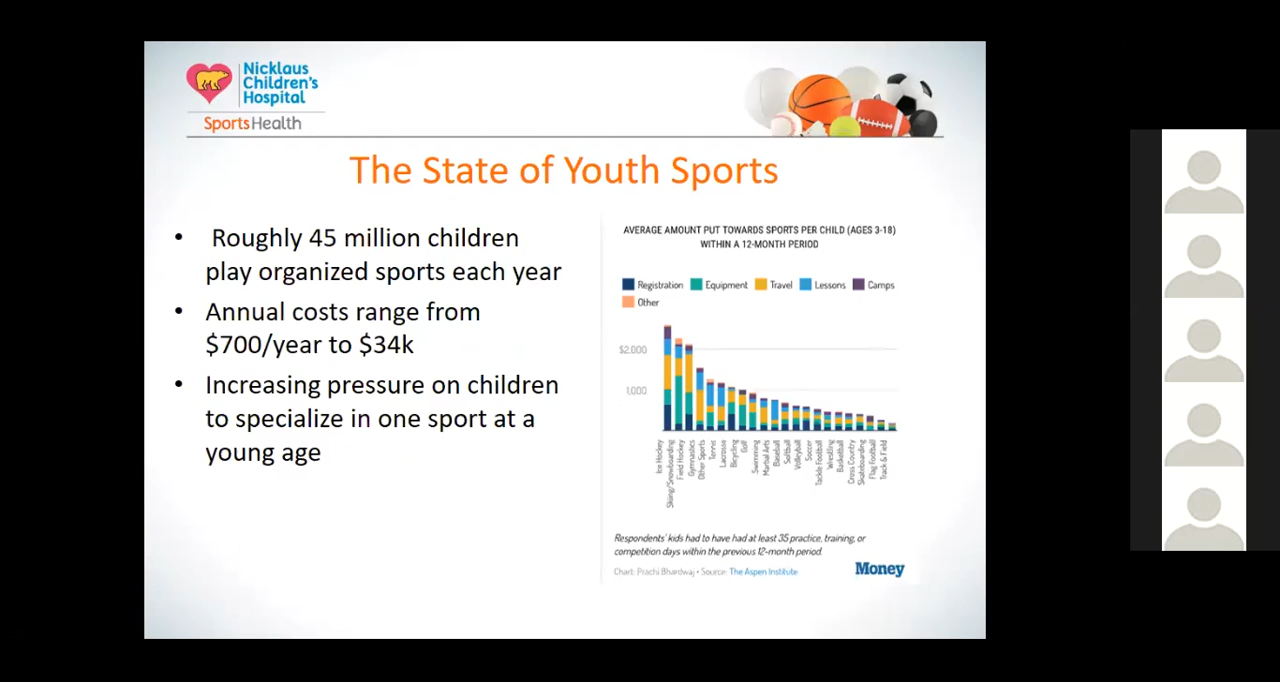 Nicklaus
Children's
Hospital
SportsHealth
The State of Youth Sports
• Roughly 45 million children
play organized sports each year
• Annual costs range from
$700/year to $34k
• Increasing pressure on children
to specialize in one sport at a
young age
AVERAGE AMOUNT PUT TOWARDS SPORTS PER CHILD (AGES 3-18)
WITHIN A 12-MONTH PERIOD
Registration Equipment Travel Lessons Camps
Other
$2,000
1,000
Ice Hockey
Skiing/Snowboarding
Field Hockey
Gymnastics
Other Sports
Tennis
Lacrosse
Bicycling
Golf
Swimming
Martial Arts
Baseball
Softball
Volleyball
Soccer
Tackle Football
Wrestling
Basketball
Cross Country
Skateboarding
Flag Football
Track & Field
Respondents' kids had to have had at least 35 practice, training, or
competition days within the previous 12-month period.
Chart: Prachi Bhardwaj • Source: The Aspen Institute
Money